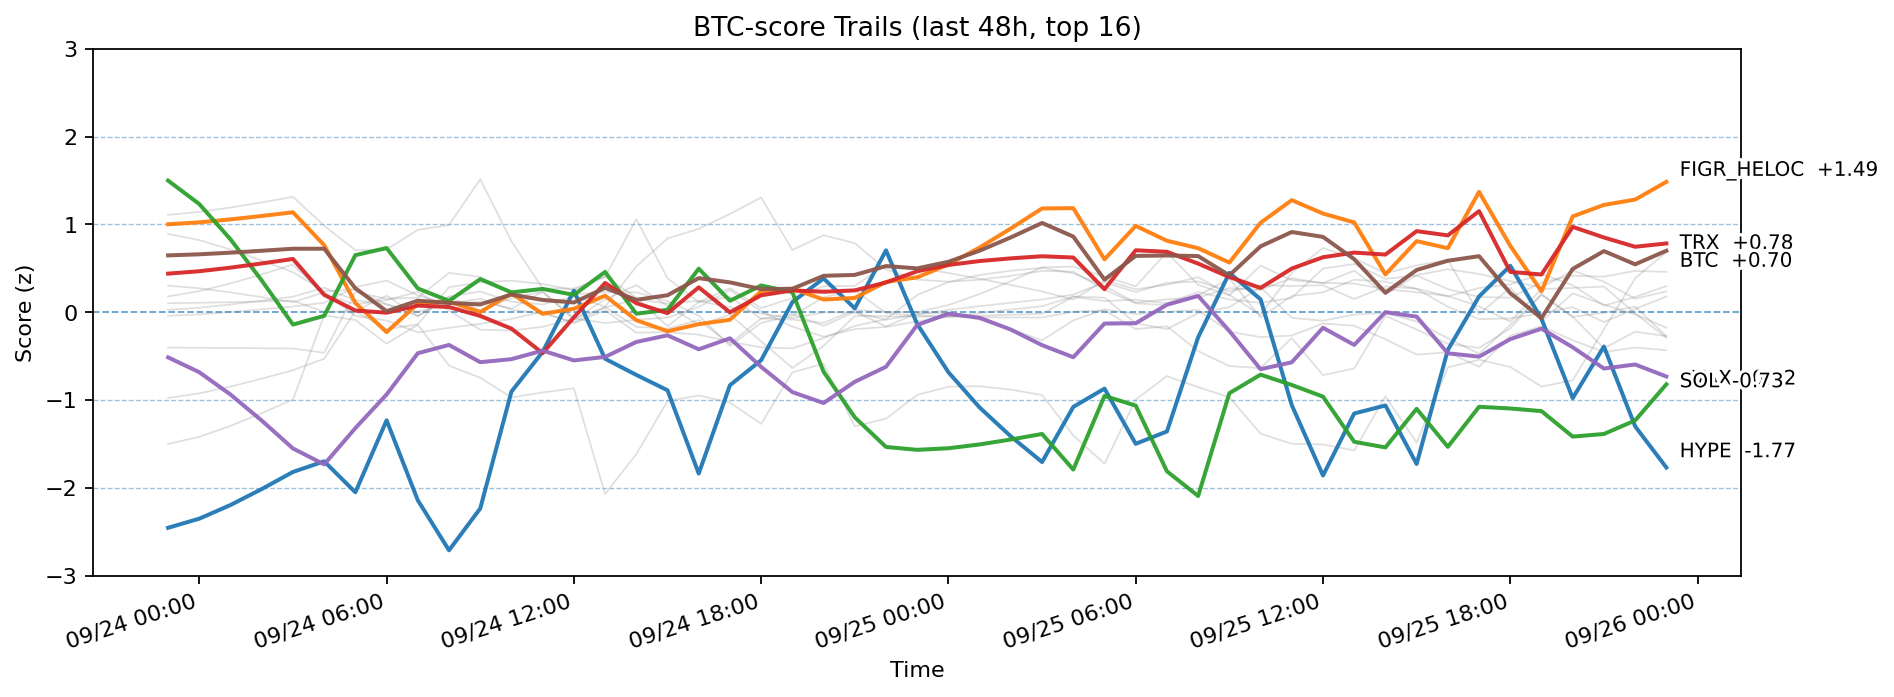 BTC-score Trails (last 48h, top 16)
Score (z)
3
2
1
0
−1
−2
−3
FIGR_HELOC +1.49
TRX +0.78
BTC +0.70
SOL
HYPE -1.77
09/24 00:00
09/24 06:00
09/24 12:00
09/24 18:00
09/25 00:00
09/25 06:00
09/25 12:00
09/25 18:00
09/26 00:00
Time